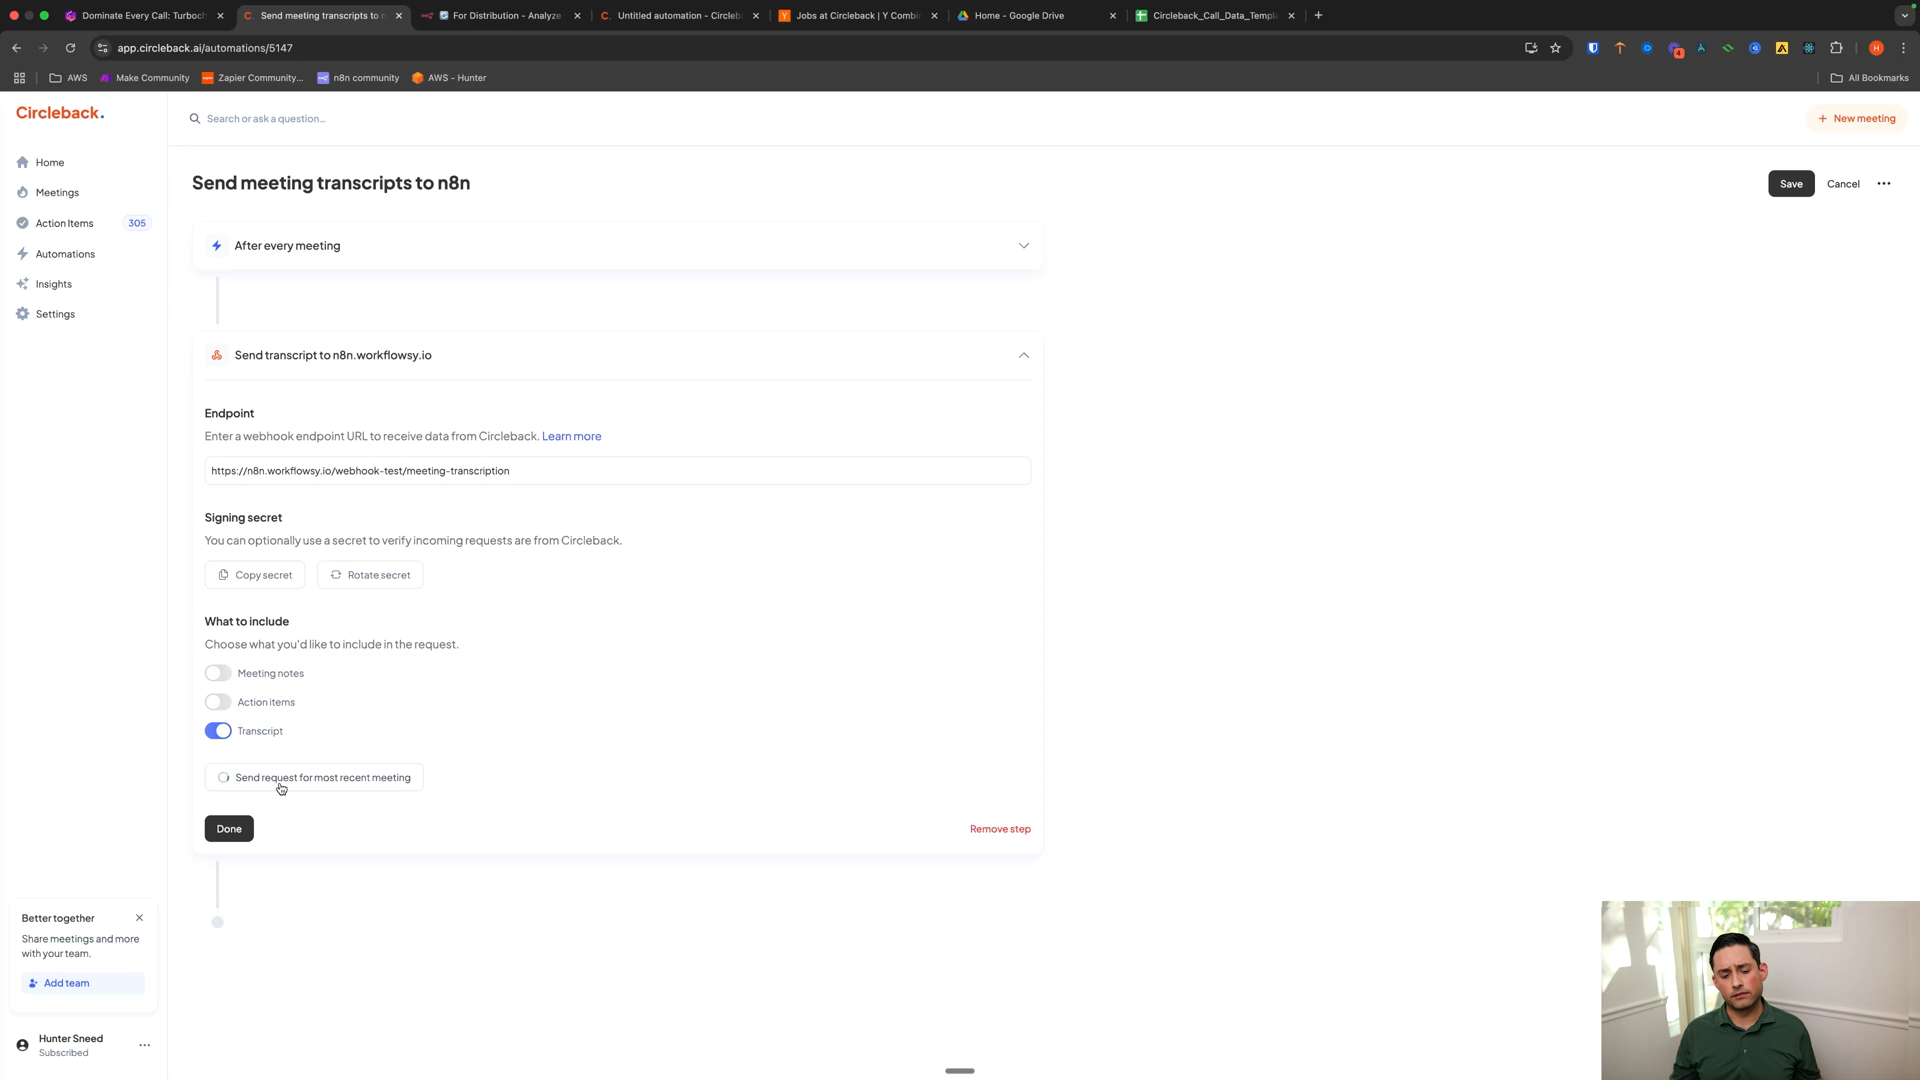 Dominate Every Call: Turboch
Send meeting transcripts to n
For Distribution - Analyze
Untitled automation - Circleb
Jobs at Circleback | Y Combin
Home - Google Drive
Circleback_Call_Data_Templa
app.circleback.ai/automations/5147
AWS
Make Community
Zapier Community...
n8n community
AWS - Hunter
All Bookmarks
Circleback.
Search or ask a question...
New meeting
Home
Meetings
Action Items
305
Automations
Insights
Settings
Send meeting transcripts to n8n
Save
Cancel
After every meeting
Send transcript to n8n.workflowsy.io
Endpoint
Enter a webhook endpoint URL to receive data from Circleback. Learn more
https://n8n.workflowsy.io/webhook-test/meeting-transcription
Signing secret
You can optionally use a secret to verify incoming requests are from Circleback.
Copy secret
Rotate secret
What to include
Choose what you'd like to include in the request.
Meeting notes
Action items
Transcript
Send request for most recent meeting
Done
Remove step
Better together
Share meetings and more
with your team.
Add team
Hunter Sneed
Subscribed